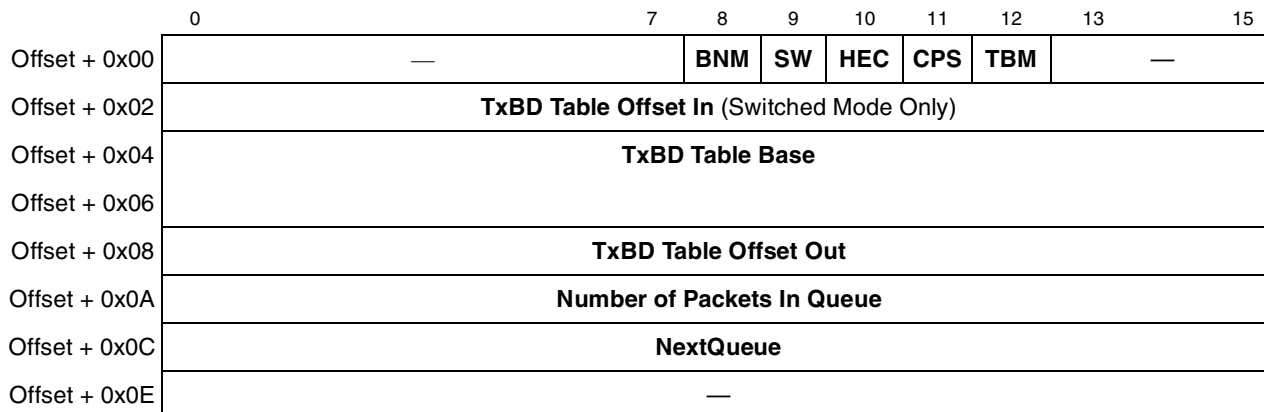 0 7 8 9 10 11 12 13 15
Offset + 0x00 — BNM SW HEC CPS TBM —
Offset + 0x02 TxBD Table Offset In (Switched Mode Only)
Offset + 0x04 TxBD Table Base
Offset + 0x06
Offset + 0x08 TxBD Table Offset Out
Offset + 0x0A Number of Packets In Queue
Offset + 0x0C NextQueue
Offset + 0x0E —